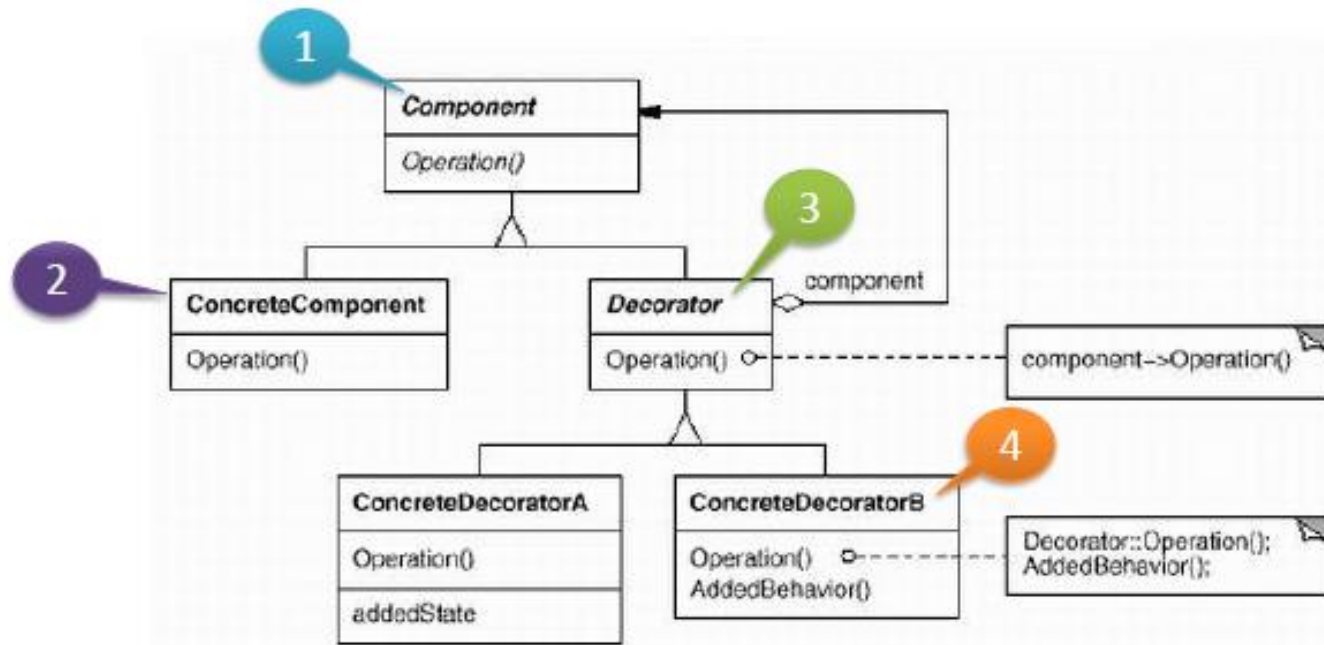 1
Component
Operation()
3
2
component
ConcreteComponent
Decorator
Operation()
Operation()
component->Operation()
4
ConcreteDecoratorA
ConcreteDecoratorB
Operation()
Operation()
AddedBehavior()
Decorator::Operation();
AddedBehavior();
addedState